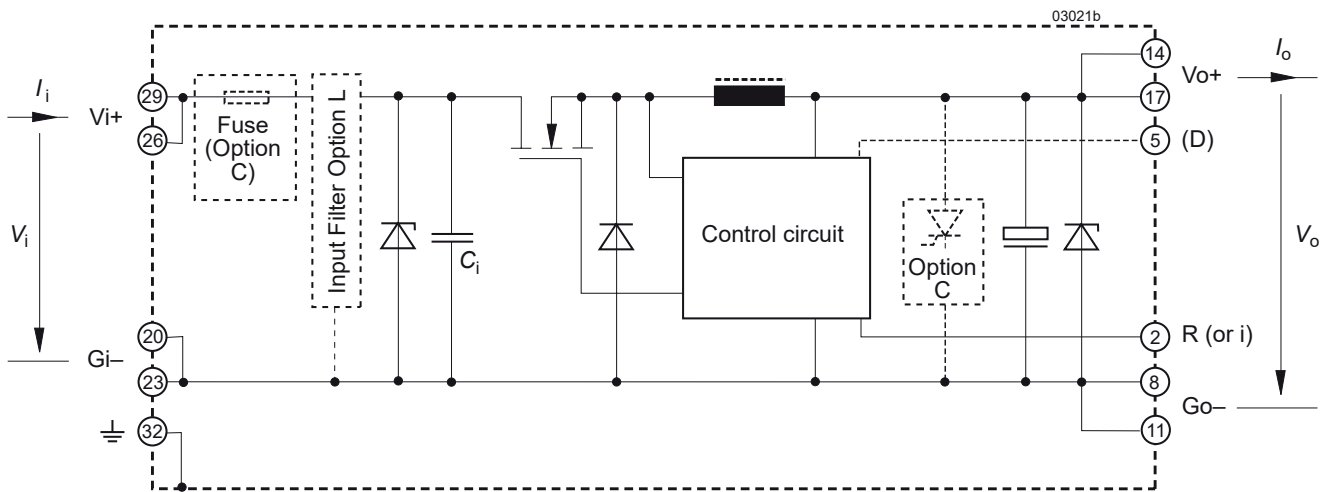 03021b
14
Io
Ii
29
Vo+
Vi+
17
Fuse
(Option
C)
26
5
(D)
Input Filter Option L
Vi
Ci
Control circuit
Option
C
Vo
20
2
R (or i)
Gi–
23
8
Go–
32
11